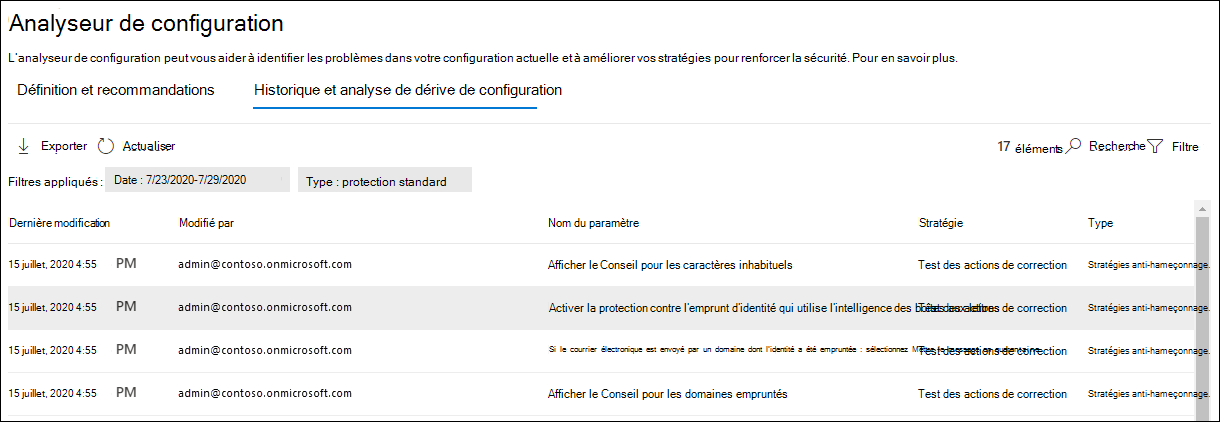 Analyseur de configuration
L'analyseur de configuration peut vous aider à identifier les problèmes dans votre configuration actuelle et à améliorer vos stratégies pour renforcer la sécurité. Pour en savoir plus.
Définition et recommandations Historique et analyse de dérive de configuration
Exporter Actualiser 17 éléments Recherche Filtre
Filtres appliqués : Date : 7/23/2020-7/29/2020 Type : protection standard
Dernière modification Modifié par Nom du paramètre Stratégie Type
15 juillet, 2020 4:55 PM admin@contoso.onmicrosoft.com Afficher le Conseil pour les caractères inhabituels Test des actions de correction Stratégies anti-hameçonnage.
15 juillet, 2020 4:55 PM admin@contoso.onmicrosoft.com Activer la protection contre l'emprunt d'identité qui utilise l'intelligence des boîtes aux lettres Test des actions de correction Stratégies anti-hameçonnage.
15 juillet, 2020 4:55 PM admin@contoso.onmicrosoft.com Si le courrier électronique est envoyé par un domaine dont l'identité a été empruntée : sélectionnez Test des actions de correction Stratégies anti-hameçonnage.
15 juillet, 2020 4:55 PM admin@contoso.onmicrosoft.com Afficher le Conseil pour les domaines empruntés Test des actions de correction Stratégies anti-hameçonnage.